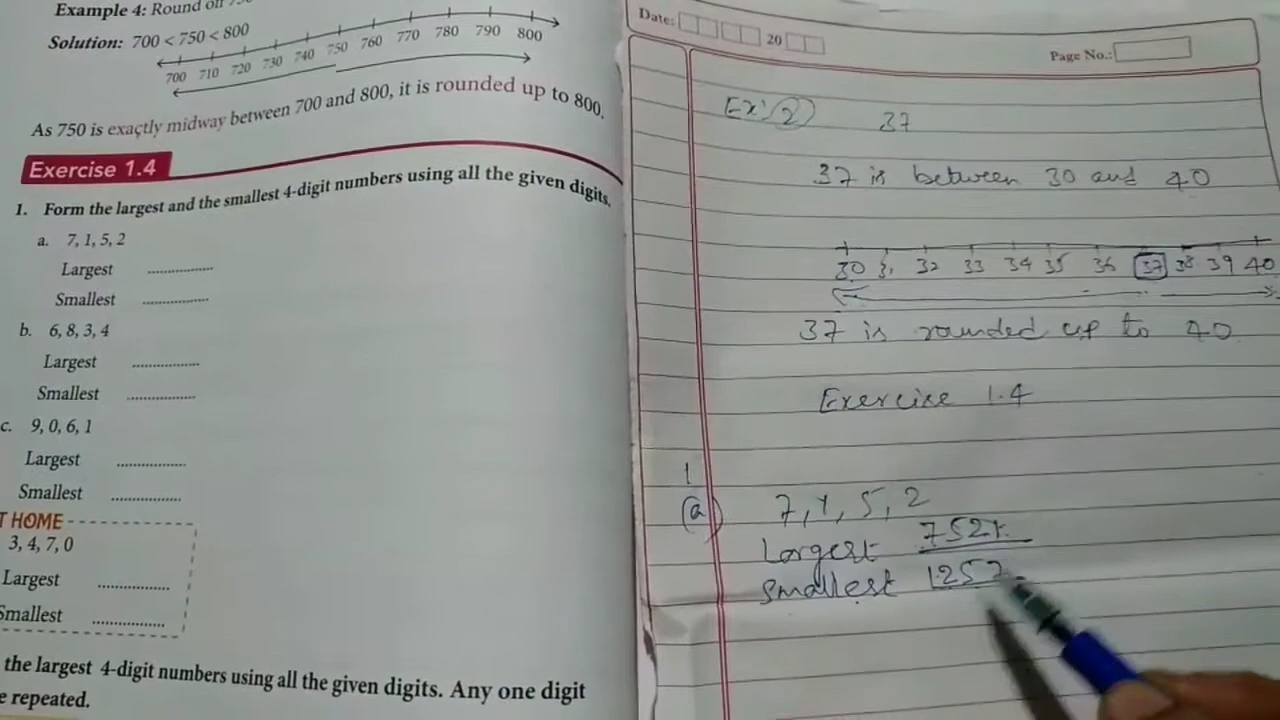 Example 4: Round off
Solution: 700 < 750 < 800
700 710 720 730 740 750 760 770 780 790 800
As 750 is exactly midway between 700 and 800, it is rounded up to 800.
Exercise 1.4
1. Form the largest and the smallest 4-digit numbers using all the given digits.
a. 7, 1, 5, 2
Largest ................
Smallest ................
b. 6, 8, 3, 4
Largest ................
Smallest ................
c. 9, 0, 6, 1
Largest ................
Smallest ................
T HOME
3, 4, 7, 0
Largest ................
Smallest ................
the largest 4-digit numbers using all the given digits. Any one digit
e repeated.
Date: 20
Page No.:
Ex: 2 37
37 is between 30 and 40
30 31 32 33 34 35 36 37 38 39 40
37 is rounded up to 40
Exercise 1.4
1
(a) 7, 1, 5, 2
Largest 7521
Smallest 1257